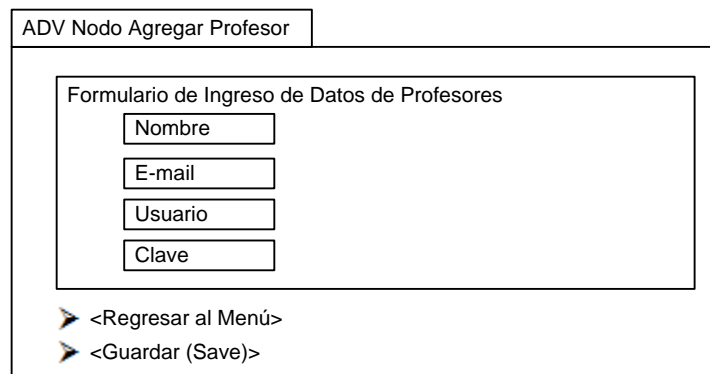 ADV Nodo Agregar Profesor
Formulario de Ingreso de Datos de Profesores
Nombre
E-mail
Usuario
Clave
<Regresar al Menú>
<Guardar (Save)>